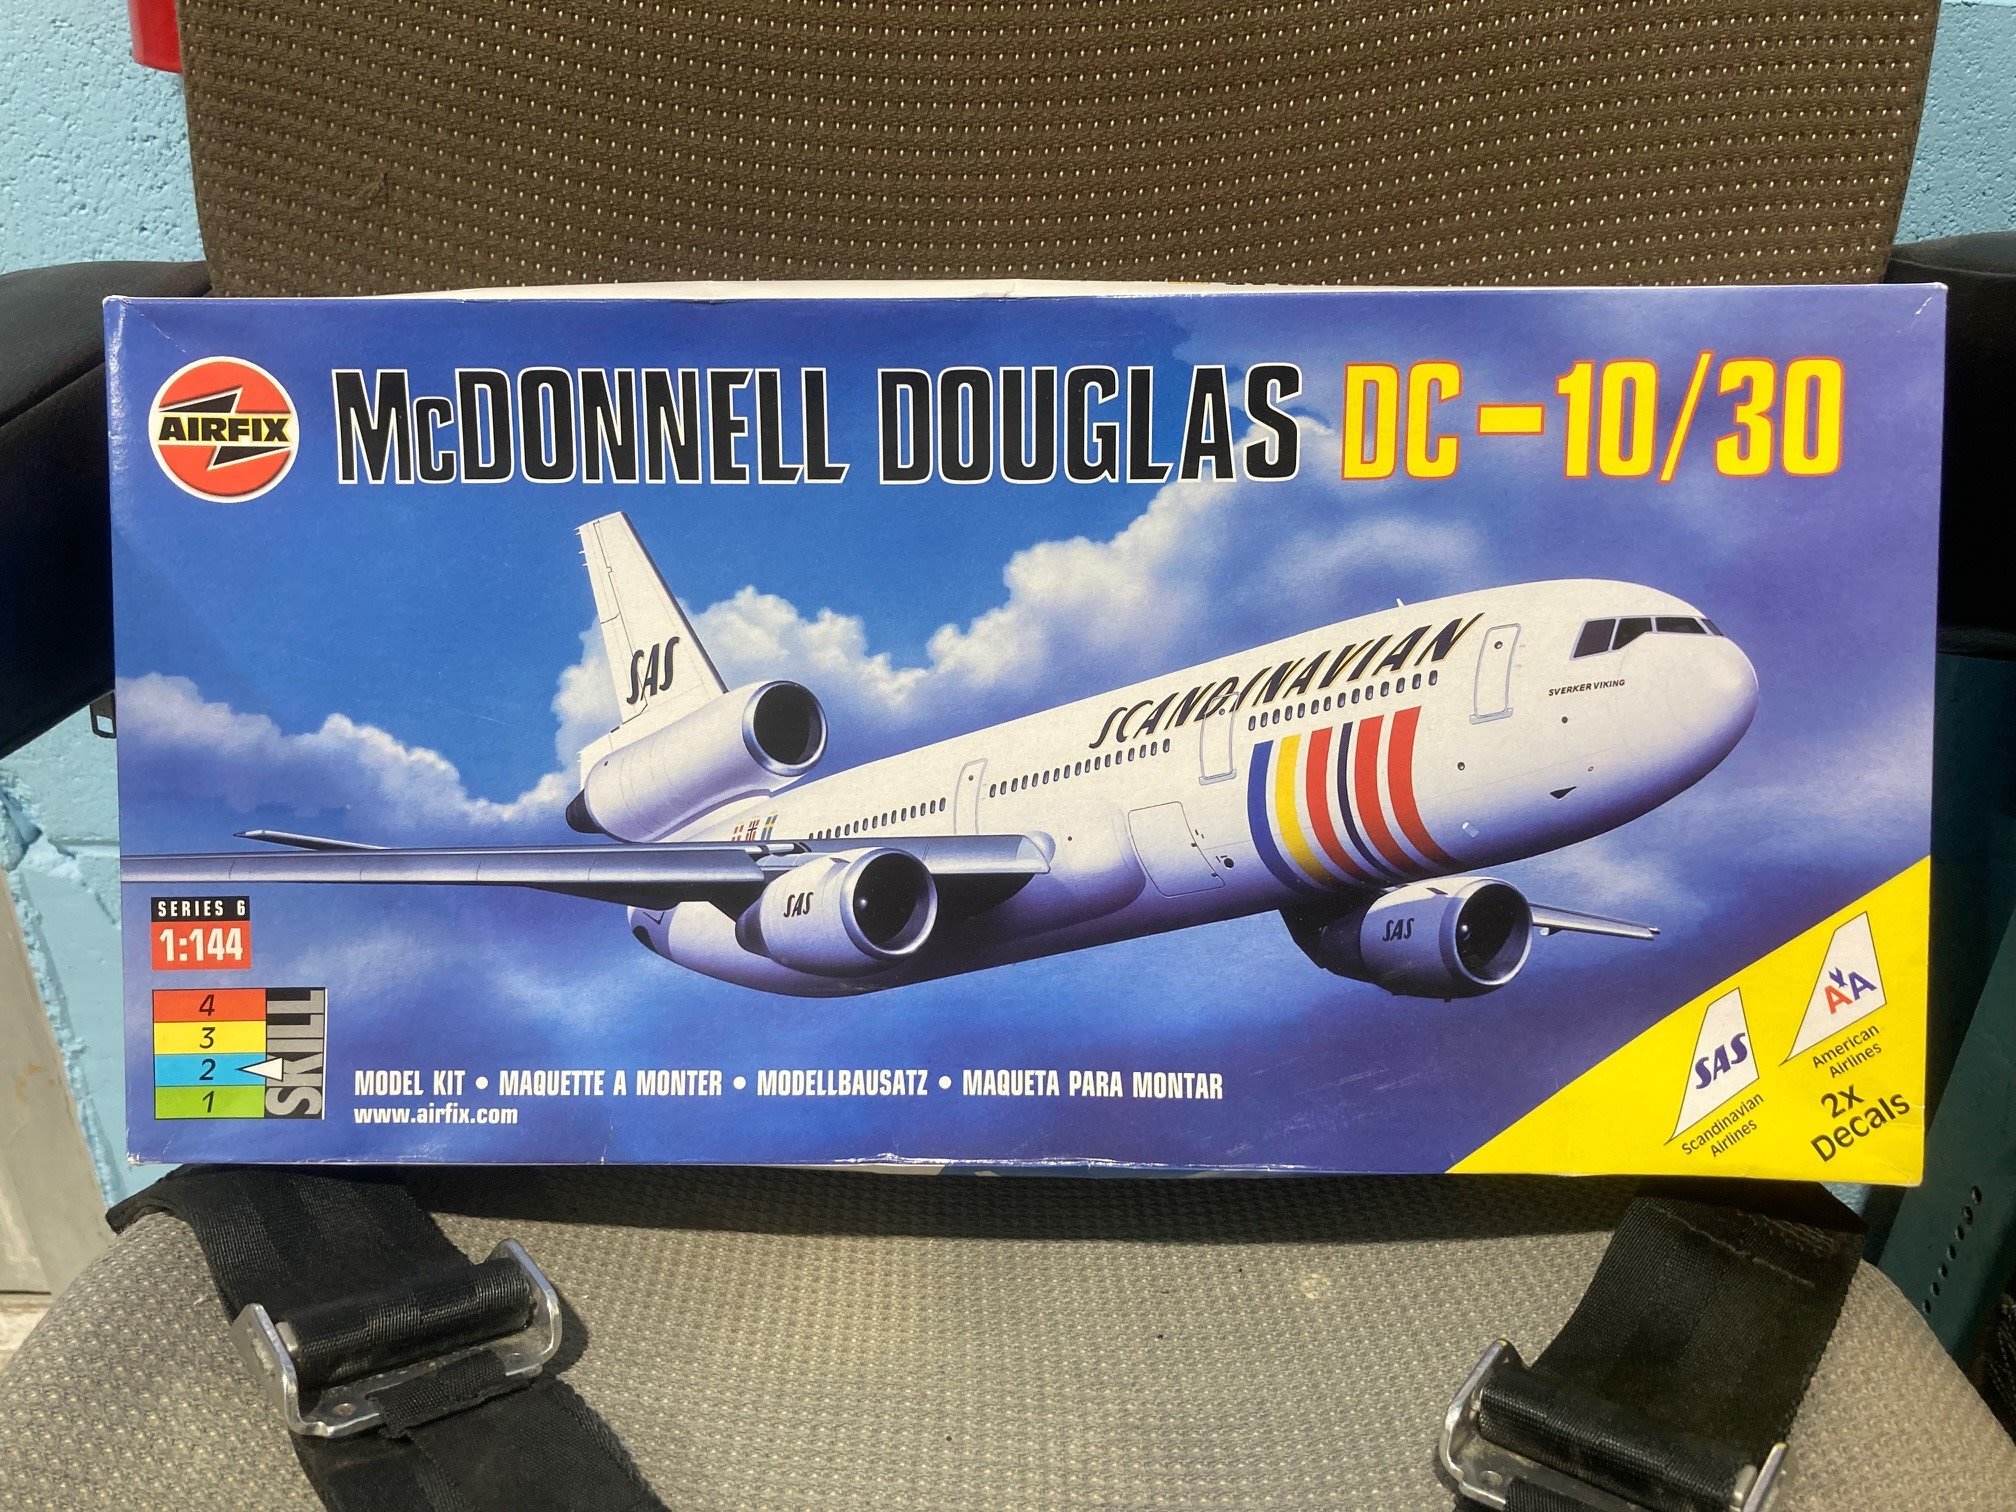 AIRFIX
McDONNELL DOUGLAS DC-10/30
SAS
SCANDINAVIAN
SVERKER VIKING
SAS
SAS
SERIES 6
1:144
4
3
2
1
SKILL
MODEL KIT • MAQUETTE A MONTER • MODELLBAUSATZ • MAQUETA PARA MONTAR
www.airfix.com
SAS
Scandinavian
Airlines
AA
American
Airlines
2X
Decals